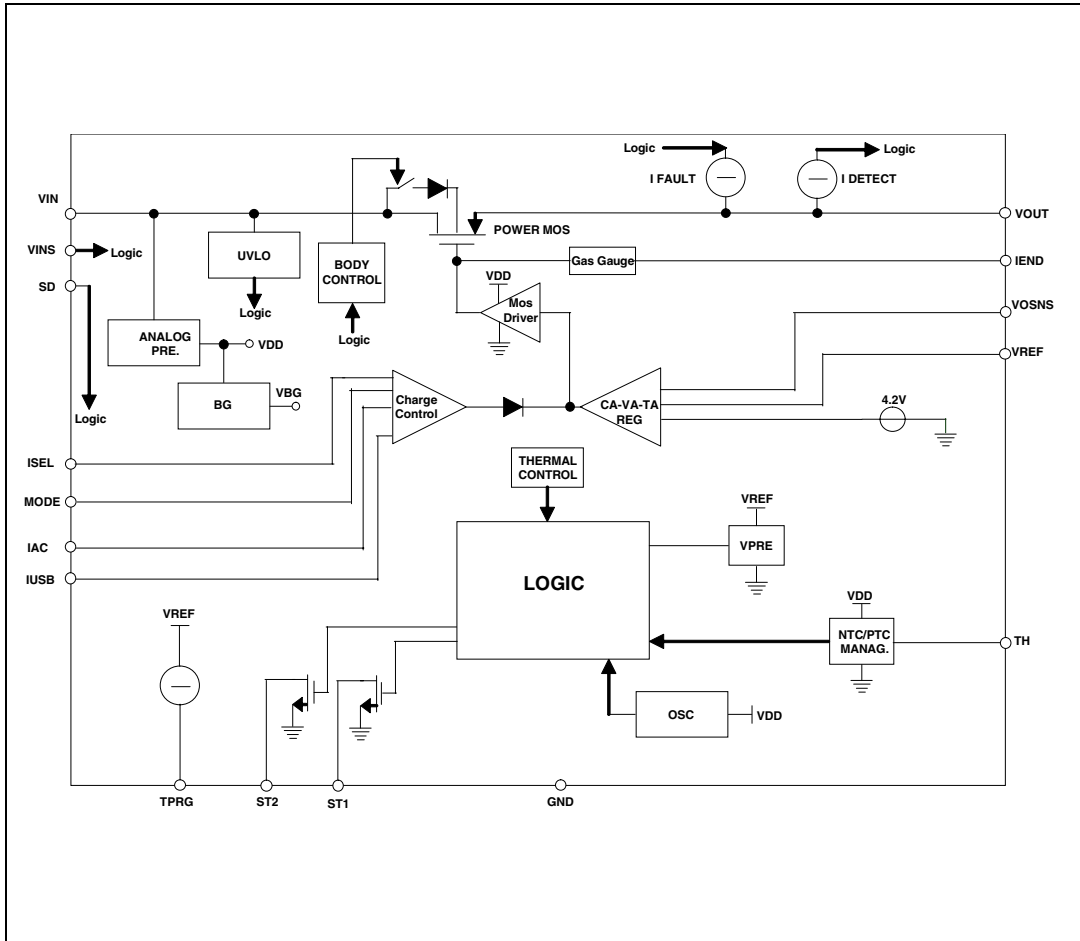 Logic
Logic
I FAULT
I DETECT
VIN
VOUT
POWER MOS
VINS
Logic
UVLO
BODY
CONTROL
Gas Gauge
IEND
SD
VDD
Mos
Driver
VOSNS
Logic
Logic
ANALOG
PRE.
VDD
VREF
BG
VBG
Charge
Control
CA-VA-TA
REG
4.2V
Logic
ISEL
THERMAL
CONTROL
MODE
VREF
VPRE
IAC
IUSB
LOGIC
VREF
VDD
NTC/PTC
MANAG.
TH
OSC
VDD
TPRG
ST2
ST1
GND